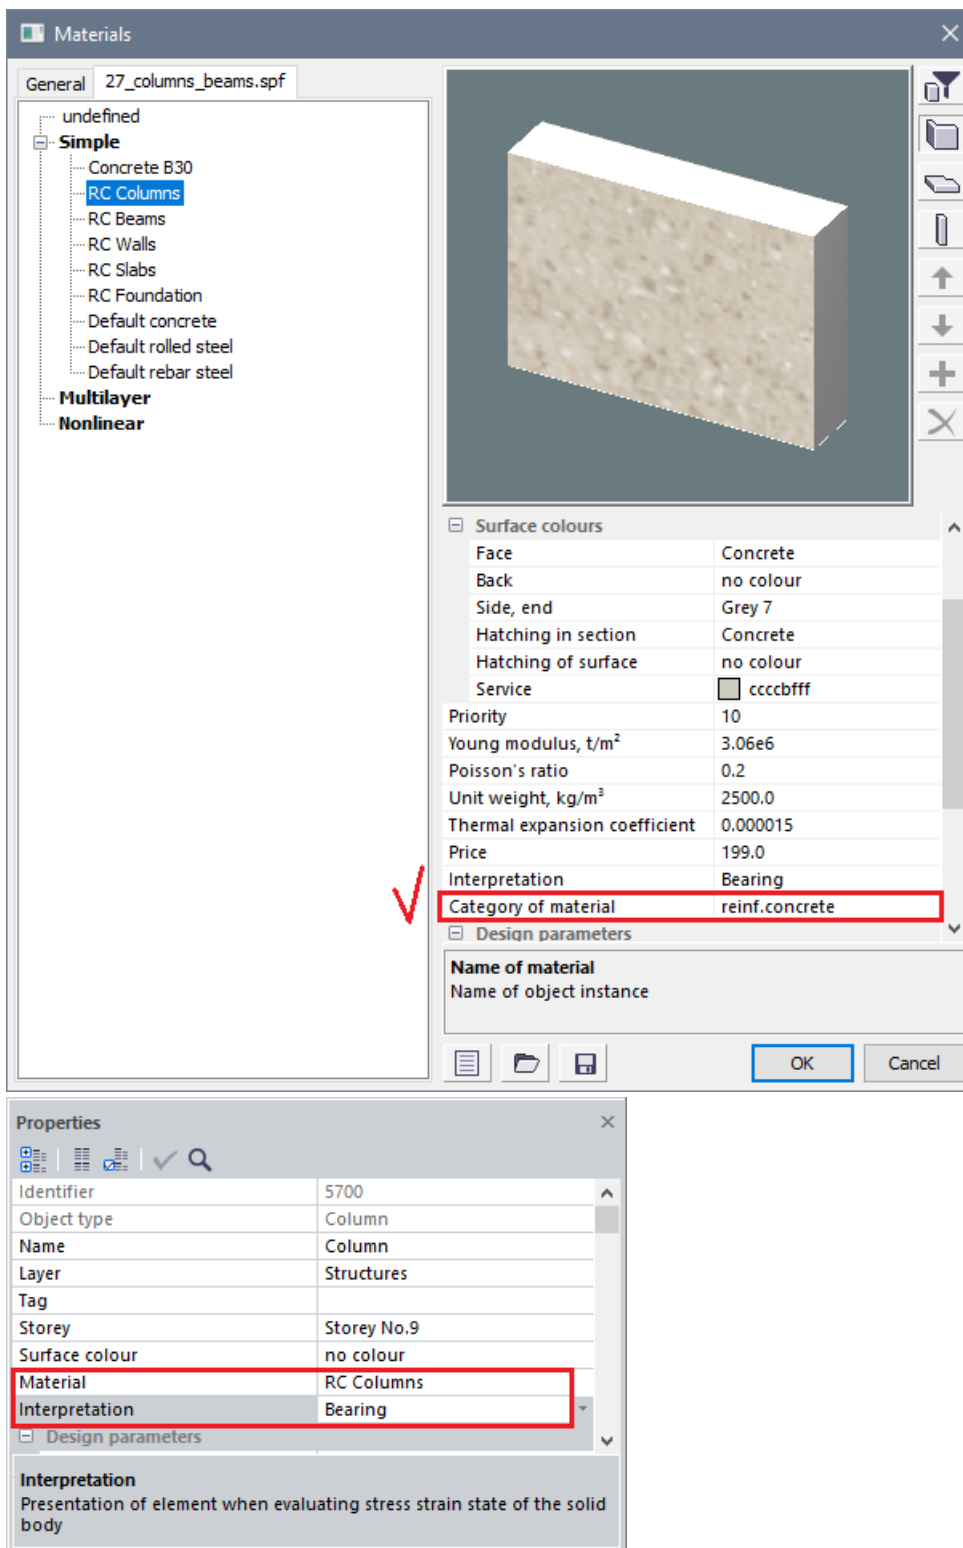 Materials
General 27_columns_beams.spf
undefined
Simple
Concrete B30
RC Columns
RC Beams
RC Walls
RC Slabs
RC Foundation
Default concrete
Default rolled steel
Default rebar steel
Multilayer
Nonlinear
Surface colours
Face Concrete
Back no colour
Side, end Grey 7
Hatching in section Concrete
Hatching of surface no colour
Service ccccbfff
Priority 10
Young modulus, t/m² 3.06e6
Poisson's ratio 0.2
Unit weight, kg/m³ 2500.0
Thermal expansion coefficient 0.000015
Price 199.0
Interpretation Bearing
Category of material reinf.concrete
Design parameters
Name of material
Name of object instance
OK Cancel
Properties
Identifier 5700
Object type Column
Name Column
Layer Structures
Tag
Storey Storey No.9
Surface colour no colour
Material RC Columns
Interpretation Bearing
Design parameters
Interpretation
Presentation of element when evaluating stress strain state of the solid
body